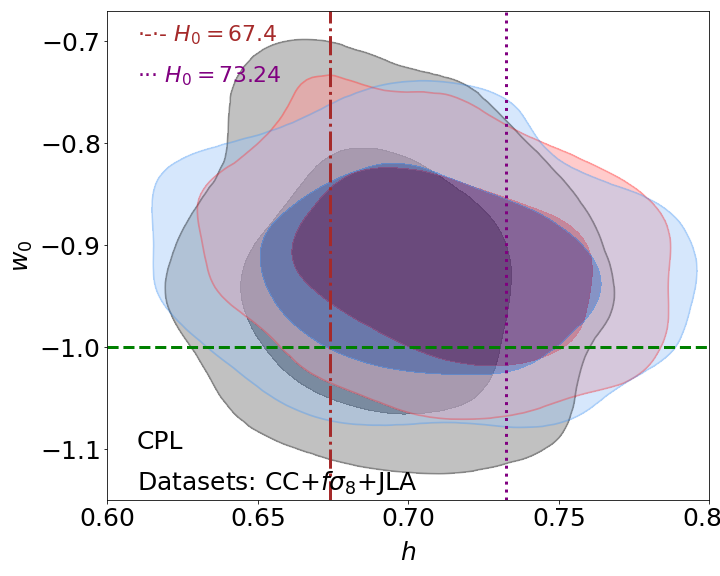 ·-·- H₀ = 67.4
··· H₀ = 73.24
−0.7
−0.8
−0.9
−1.0
−1.1
w₀
CPL
Datasets: CC+fσ₈+JLA
0.60 0.65 0.70 0.75 0.8
h